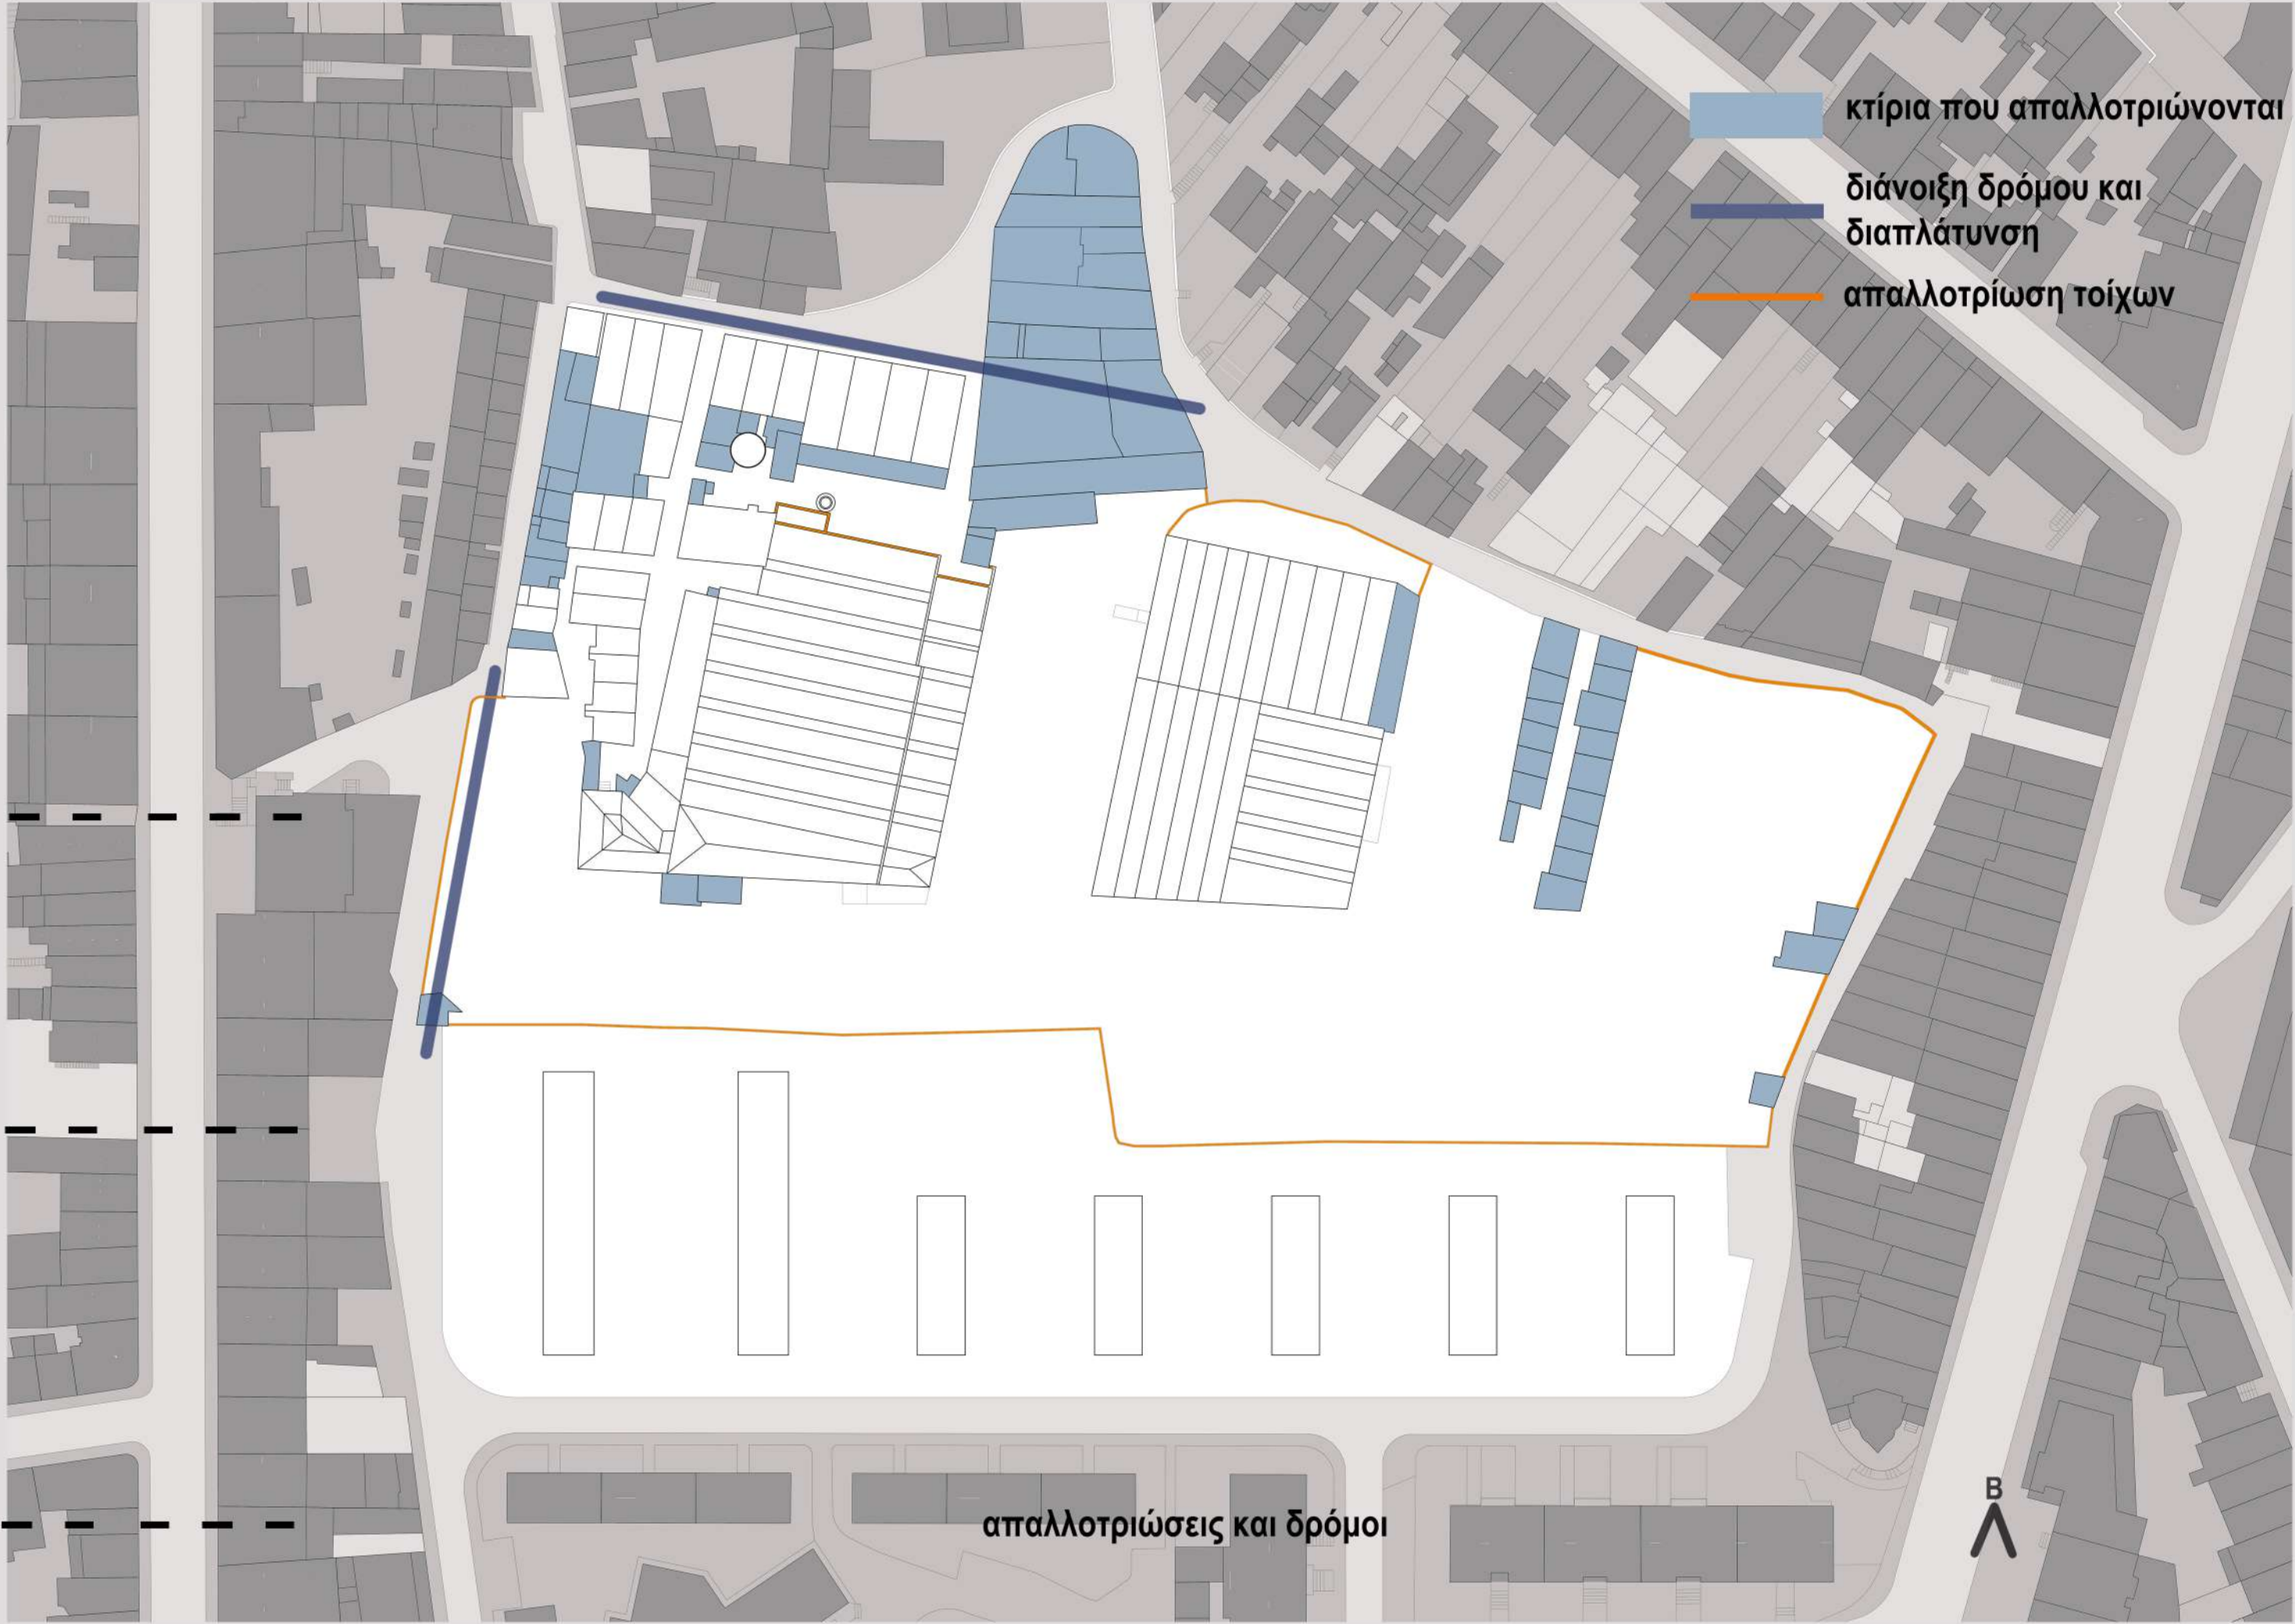 κτίρια που απαλλοτριώνονται
διάνοιξη δρόμου και
διαπλάτυνση
απαλλοτρίωση τοίχων
απαλλοτριώσεις και δρόμοι
Β